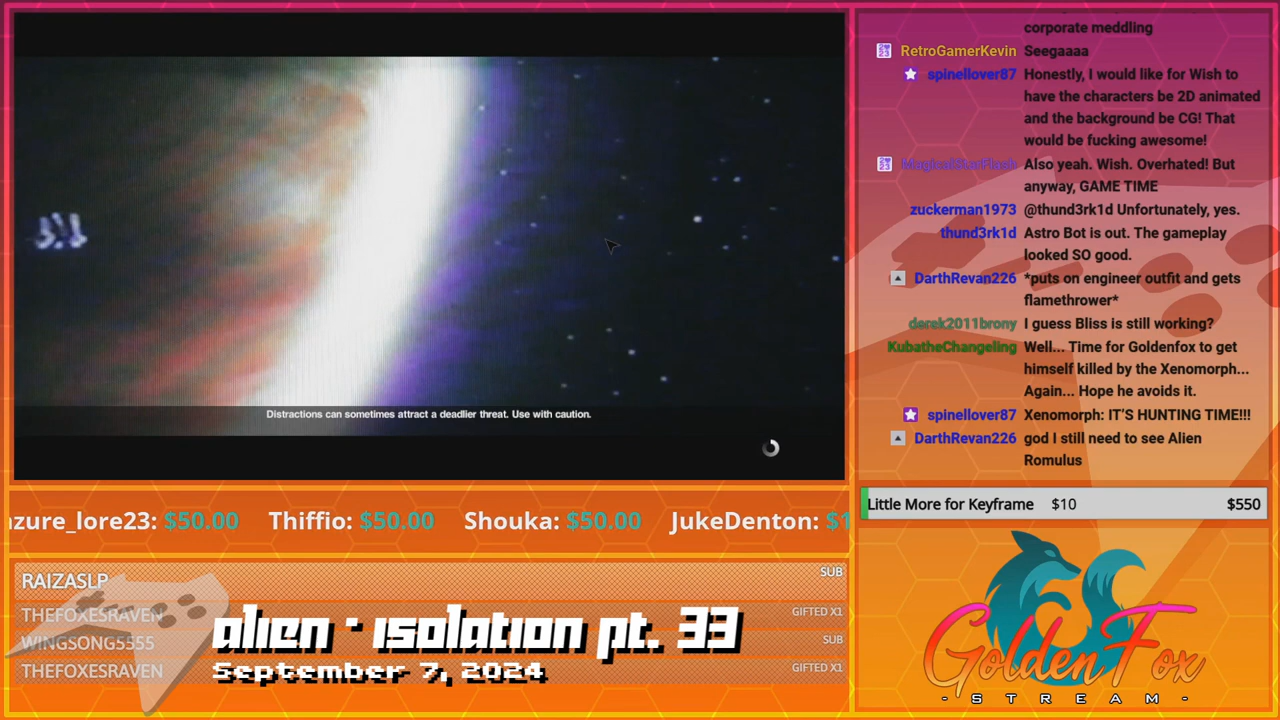 Distractions can sometimes attract a deadlier threat. Use with caution.
corporate meddling
RetroGamerKevin Seegaaaa
spinellover87 Honestly, I would like for Wish to
have the characters be 2D animated
and the background be CG! That
would be fucking awesome!
MagicalStarFlash Also yeah. Wish. Overhated! But
anyway, GAME TIME
zuckerman1973 @thund3rk1d Unfortunately, yes.
thund3rk1d Astro Bot is out. The gameplay
looked SO good.
DarthRevan226 *puts on engineer outfit and gets
flamethrower*
derek2011brony I guess Bliss is still working?
KubatheChangeling Well... Time for Goldenfox to get
himself killed by the Xenomorph...
Again... Hope he avoids it.
spinellover87 Xenomorph: IT'S HUNTING TIME!!!
DarthRevan226 god I still need to see Alien
Romulus
azure_lore23: $50.00 Thiffio: $50.00 Shouka: $50.00 JukeDenton: $1
Little More for Keyframe $10 $550
RAIZASLP SUB
THEFOXESRAVEN GIFTED X1
WINGSONG5555 SUB
THEFOXESRAVEN GIFTED X1
alien: isolation pt. 33
September 7, 2024
GoldenFox
- STREAM -